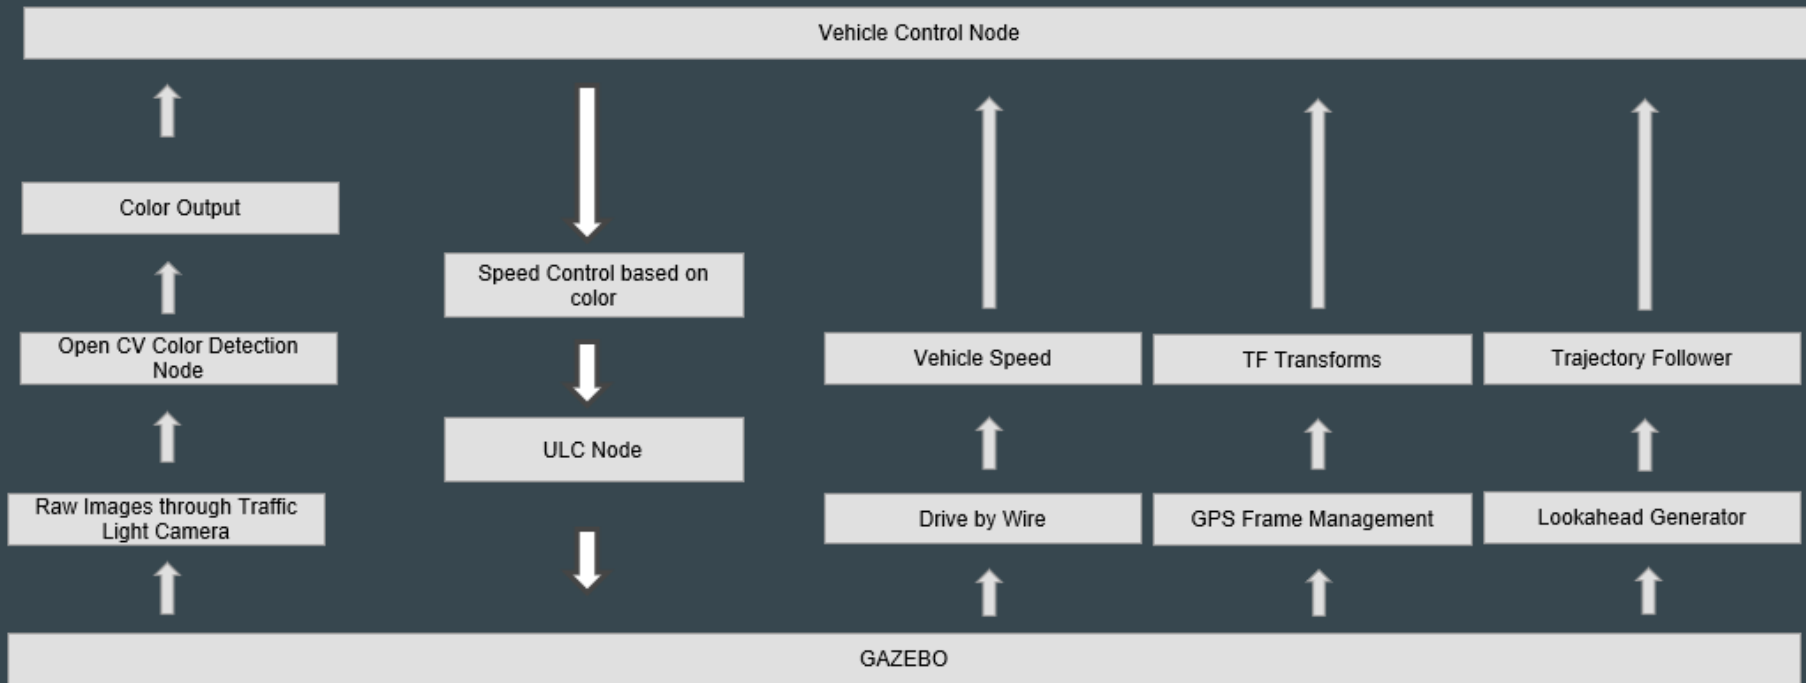 Vehicle Control Node
Color Output
Speed Control based on
color
Open CV Color Detection
Node
Vehicle Speed
TF Transforms
Trajectory Follower
ULC Node
Raw Images through Traffic
Light Camera
Drive by Wire
GPS Frame Management
Lookahead Generator
GAZEBO